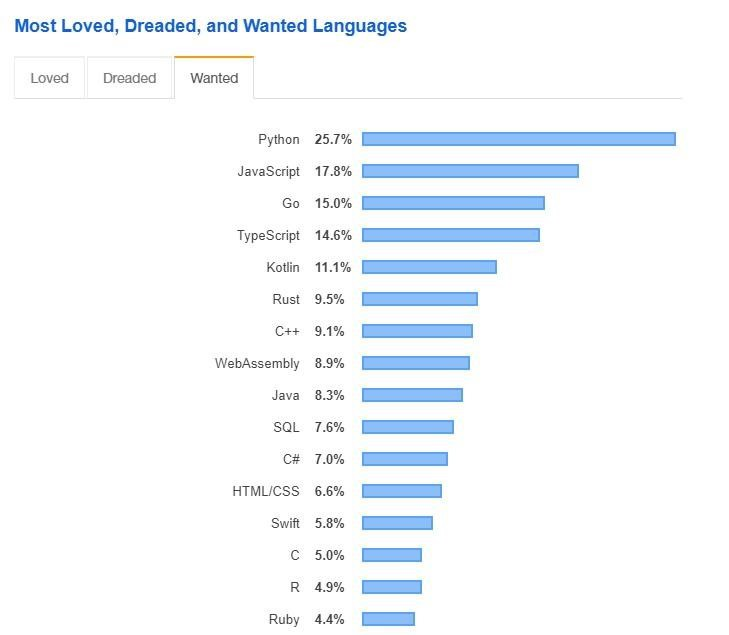 Most Loved, Dreaded, and Wanted Languages
Loved Dreaded Wanted
Python 25.7%
JavaScript 17.8%
Go 15.0%
TypeScript 14.6%
Kotlin 11.1%
Rust 9.5%
C++ 9.1%
WebAssembly 8.9%
Java 8.3%
SQL 7.6%
C# 7.0%
HTML/CSS 6.6%
Swift 5.8%
C 5.0%
R 4.9%
Ruby 4.4%